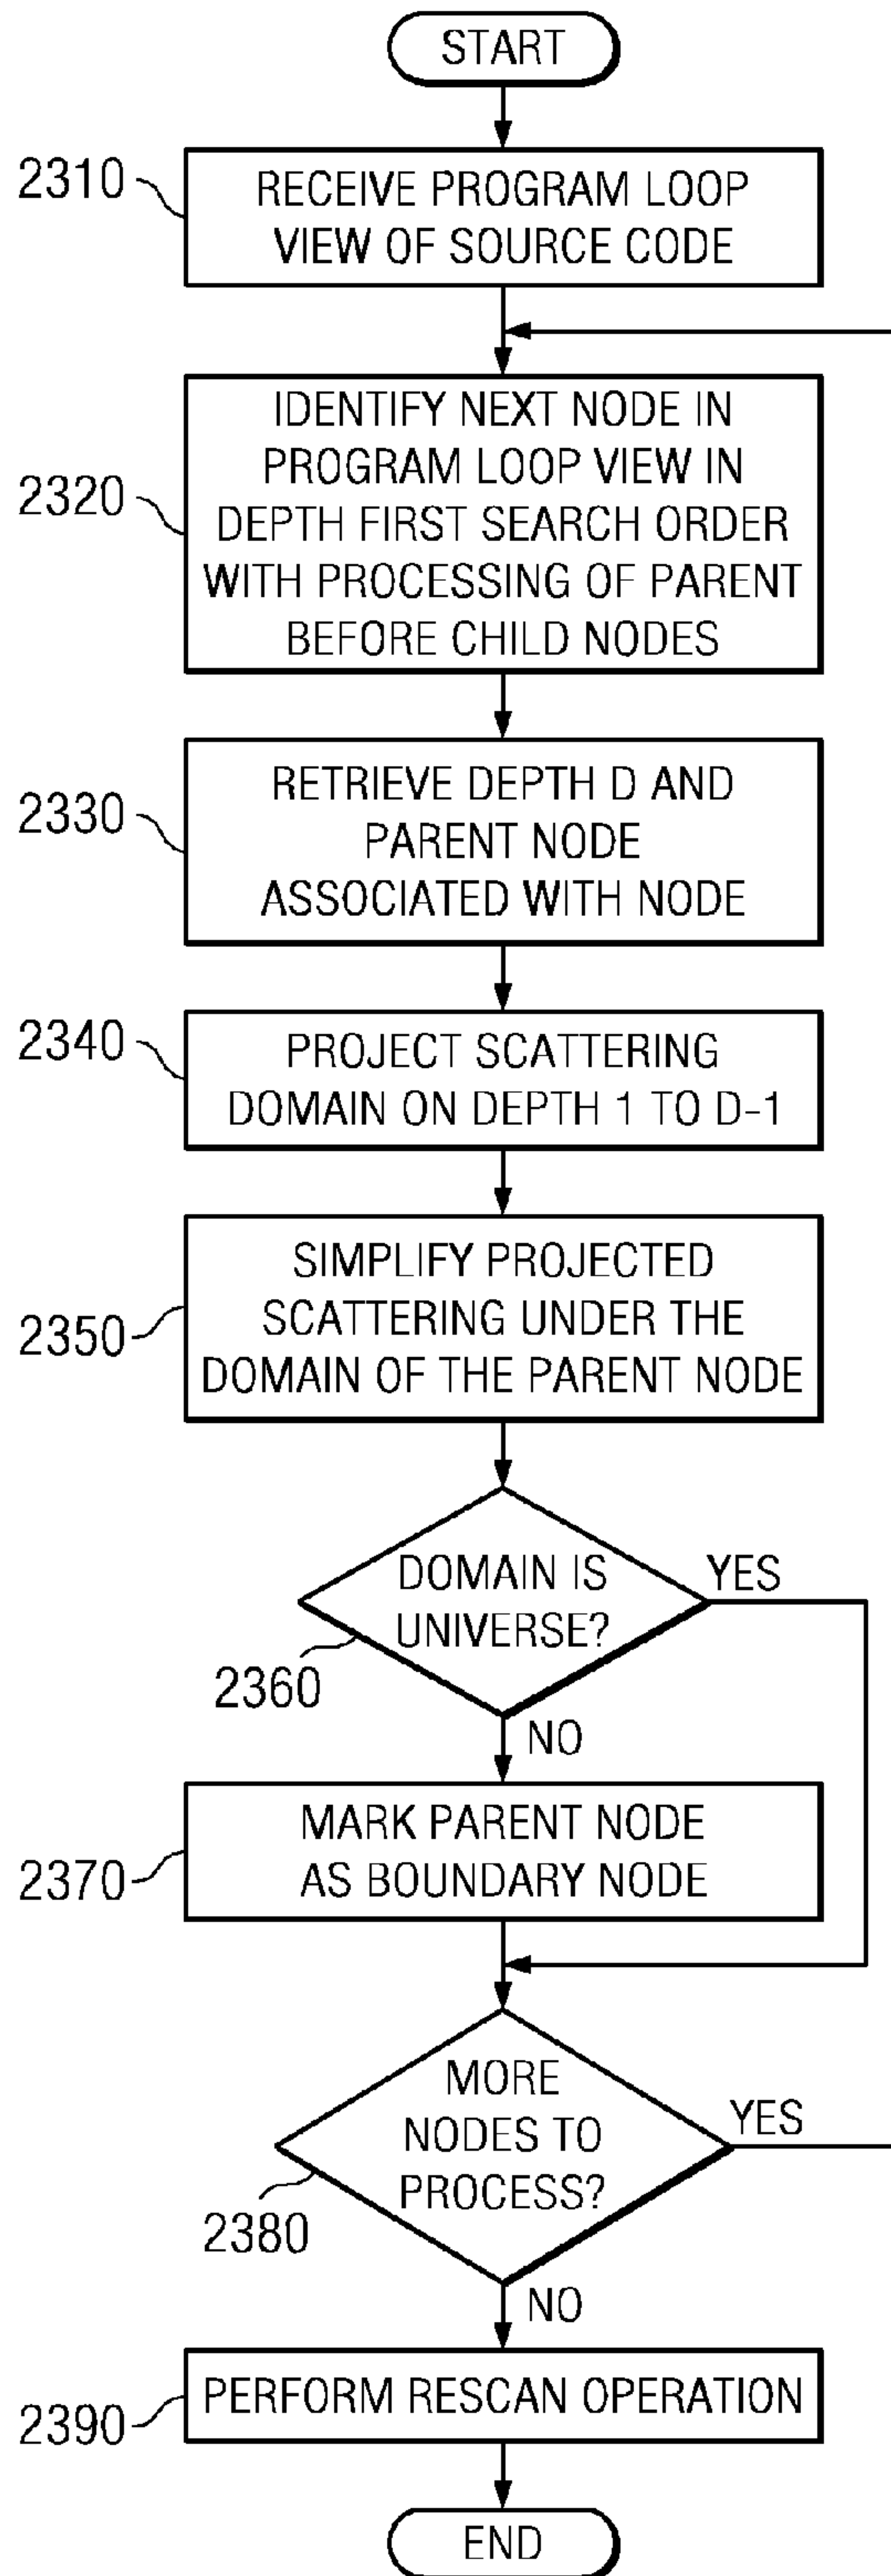 START
2310
RECEIVE PROGRAM LOOP
VIEW OF SOURCE CODE
2320
IDENTIFY NEXT NODE IN
PROGRAM LOOP VIEW IN
DEPTH FIRST SEARCH ORDER
WITH PROCESSING OF PARENT
BEFORE CHILD NODES
2330
RETRIEVE DEPTH D AND
PARENT NODE
ASSOCIATED WITH NODE
2340
PROJECT SCATTERING
DOMAIN ON DEPTH 1 TO D-1
2350
SIMPLIFY PROJECTED
SCATTERING UNDER THE
DOMAIN OF THE PARENT NODE
DOMAIN IS
UNIVERSE?
YES
2360
NO
2370
MARK PARENT NODE
AS BOUNDARY NODE
MORE
NODES TO
PROCESS?
YES
2380
NO
2390
PERFORM RESCAN OPERATION
END